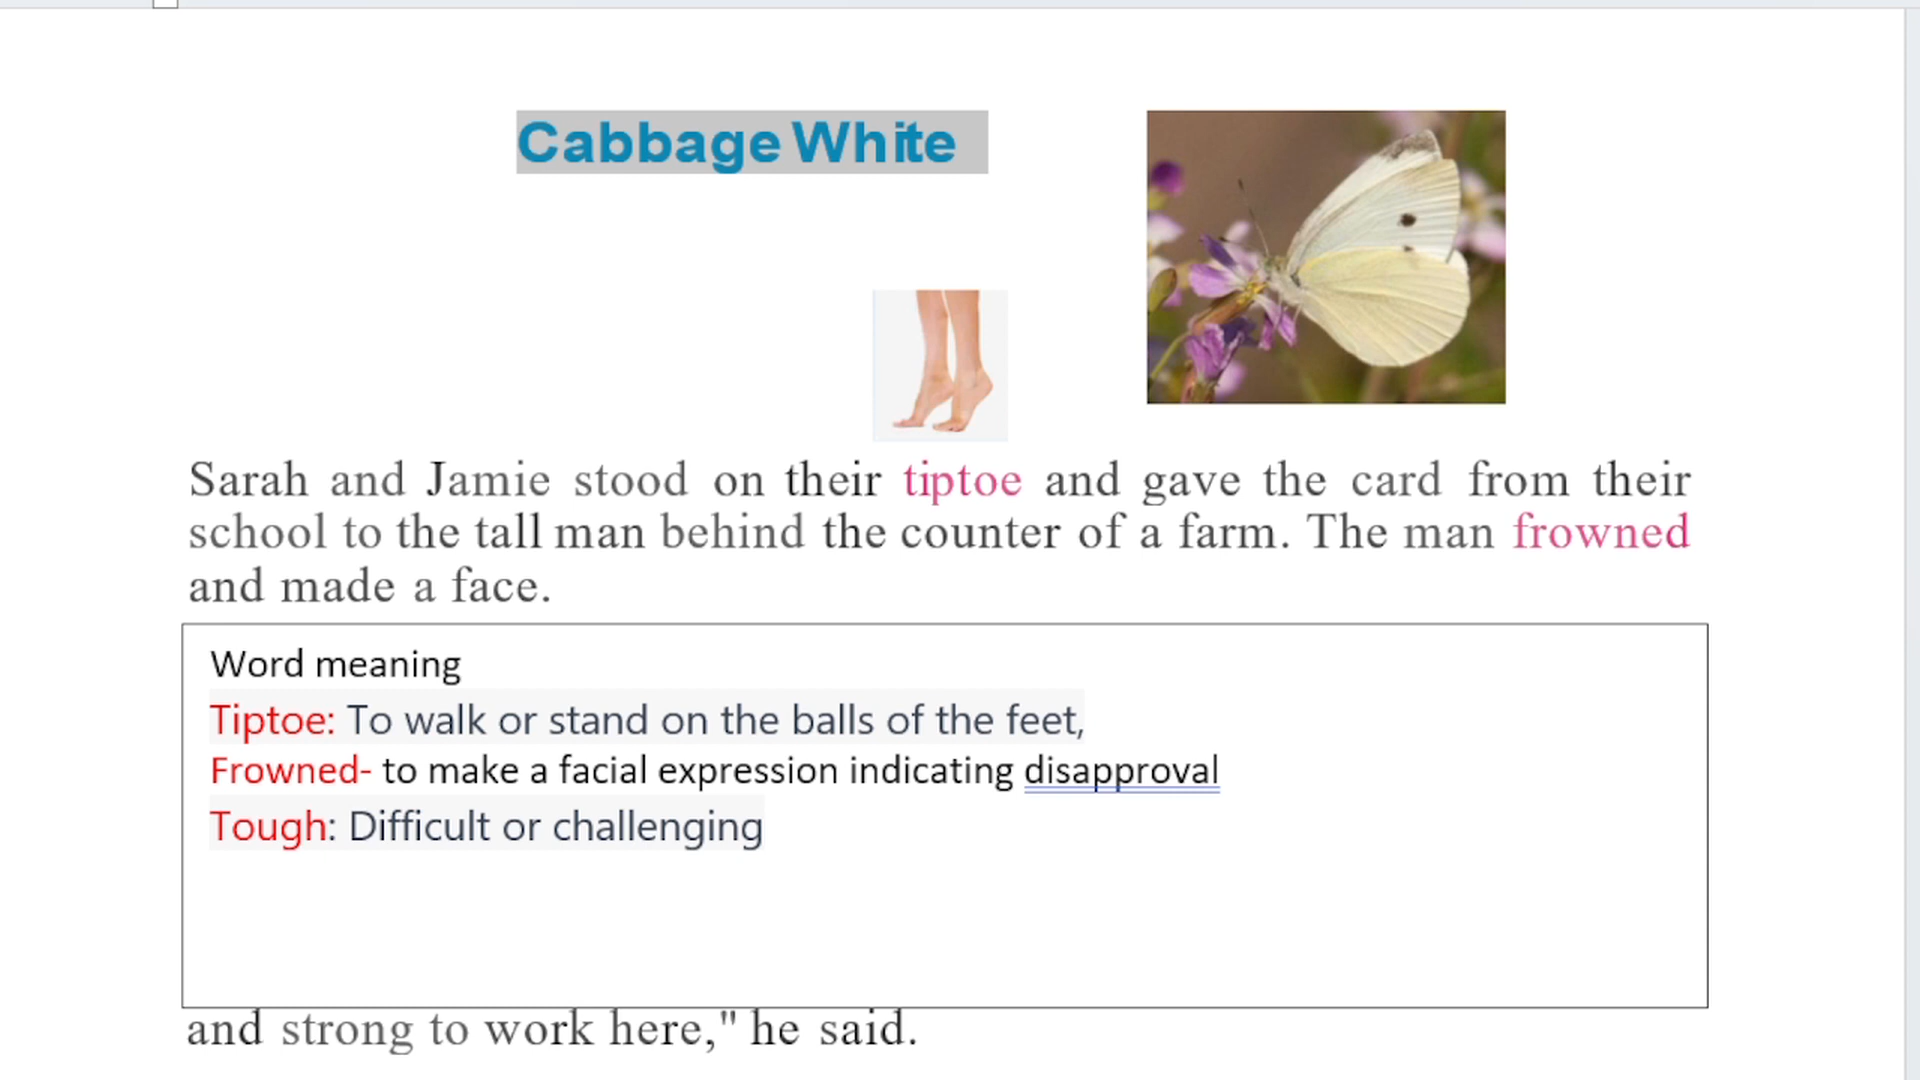 Cabbage White
Sarah and Jamie stood on their tiptoe and gave the card from their
school to the tall man behind the counter of a farm. The man frowned
and made a face.
Word meaning
Tiptoe: To walk or stand on the balls of the feet,
Frowned- to make a facial expression indicating disapproval
Tough: Difficult or challenging
and strong to work here," he said.